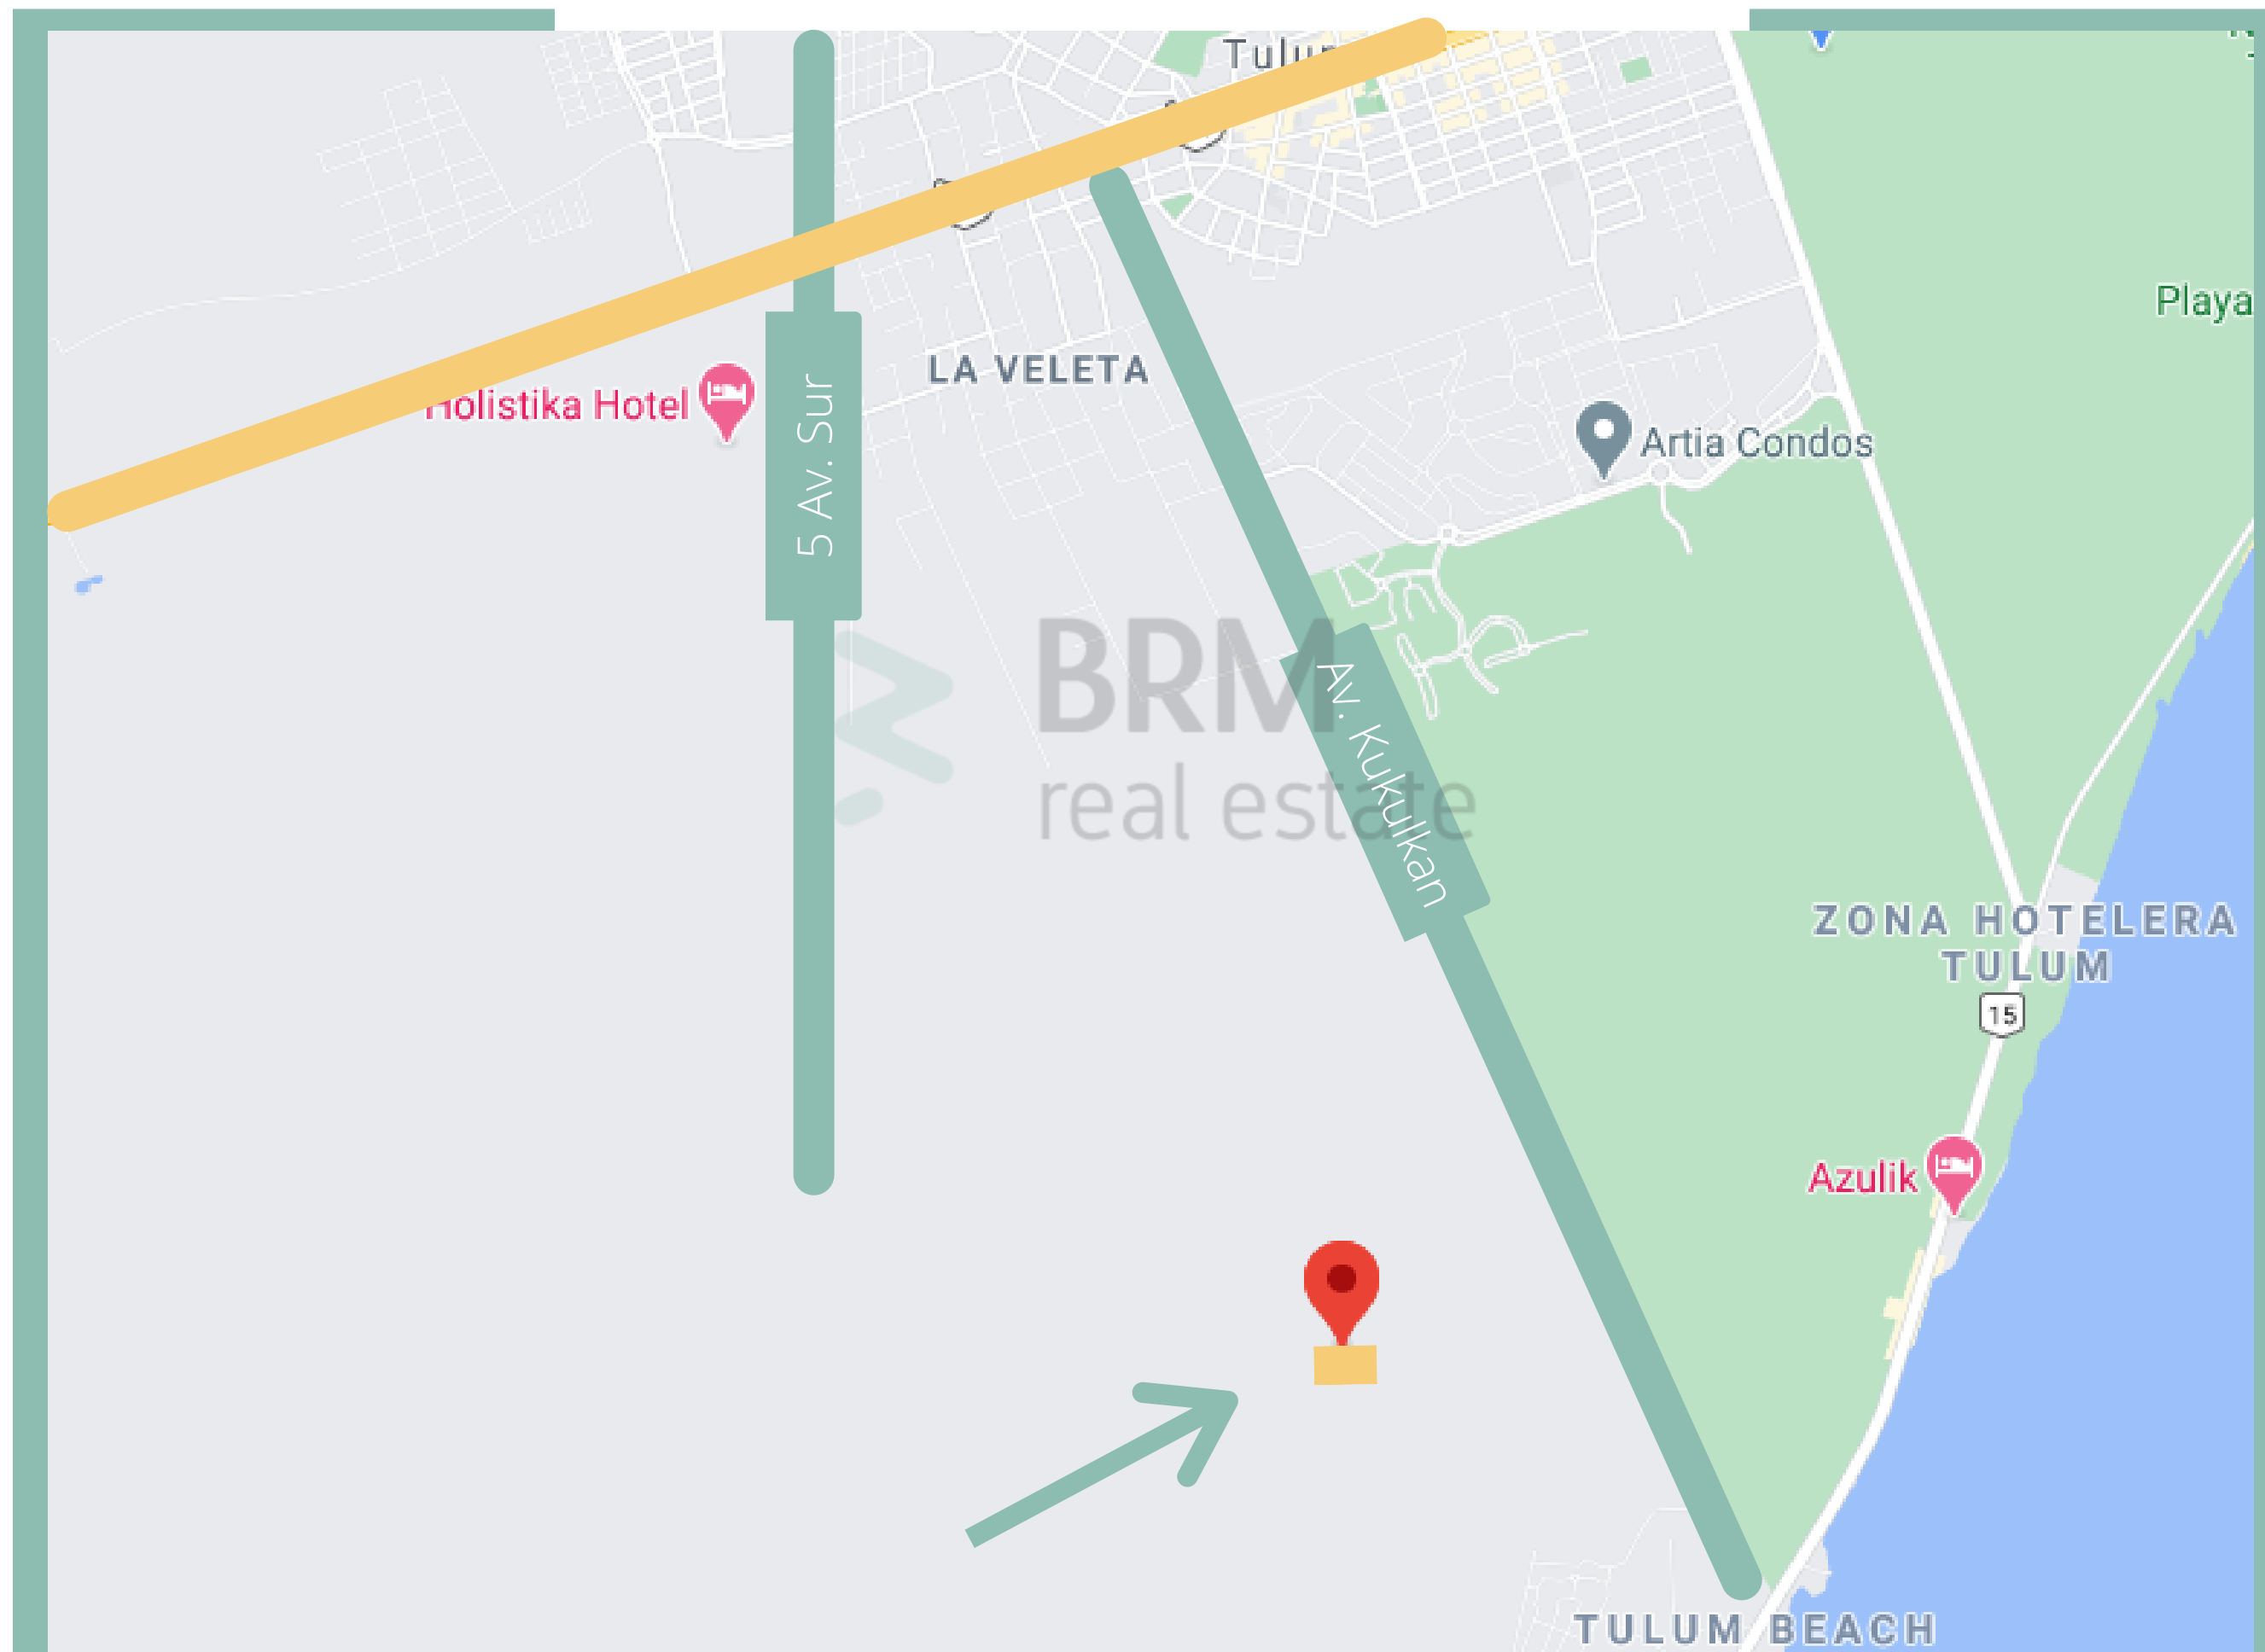 Tulum
Playa
LA VELETA
Holistika Hotel
5 Av. Sur
Artia Condos
BRM
real estate
Av. Kukulkan
ZONA HOTELERA
TULUM
15
Azulik
TULUM BEACH